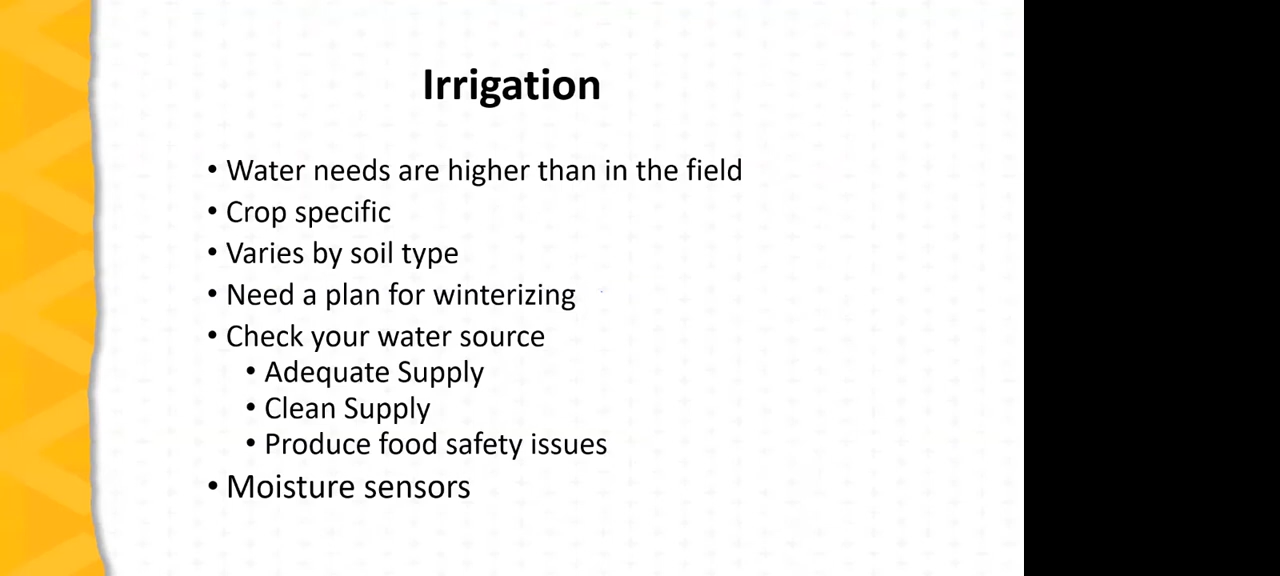 Irrigation
• Water needs are higher than in the field
• Crop specific
• Varies by soil type
• Need a plan for winterizing
• Check your water source
• Adequate Supply
• Clean Supply
• Produce food safety issues
• Moisture sensors